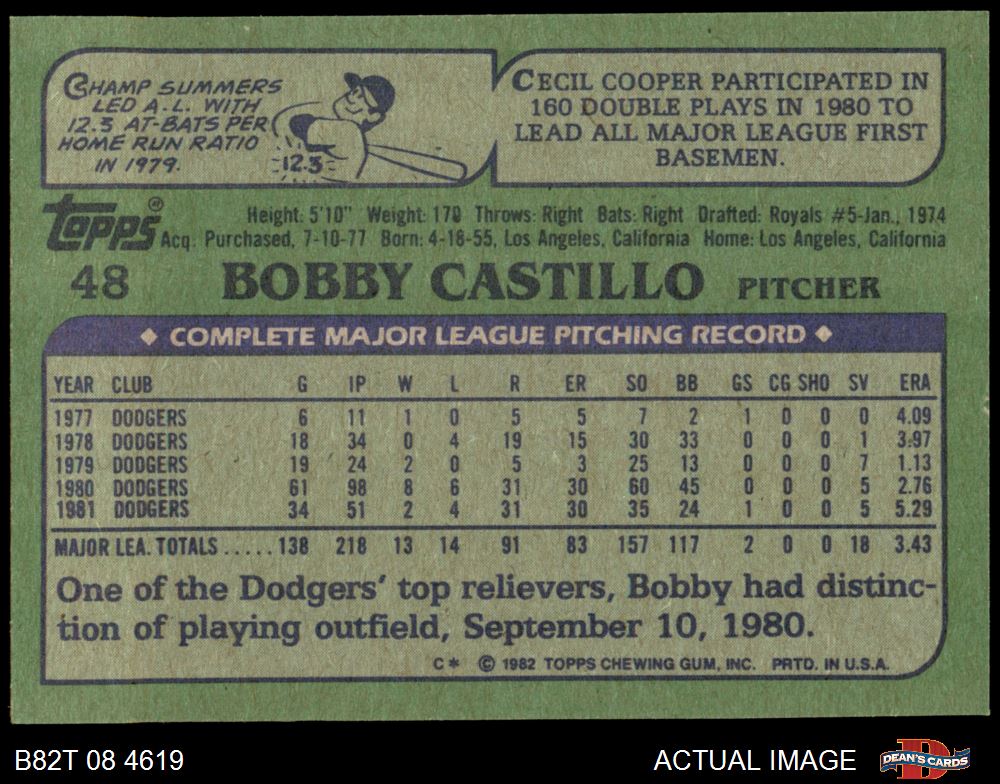 CHAMP SUMMERS
LED A.L. WITH
12.3 AT-BATS PER
HOME RUN RATIO
IN 1979.
12.3
CECIL COOPER PARTICIPATED IN
160 DOUBLE PLAYS IN 1980 TO
LEAD ALL MAJOR LEAGUE FIRST
BASEMEN.
Topps®
Height: 5'10" Weight: 170 Throws: Right Bats: Right Drafted: Royals #5-Jan., 1974
Acq: Purchased, 7-10-77 Born: 4-18-55, Los Angeles, California Home: Los Angeles, California
48 BOBBY CASTILLO PITCHER
◆ COMPLETE MAJOR LEAGUE PITCHING RECORD ◆
YEAR CLUB G IP W L R ER SO BB GS CG SHO SV ERA
1977 DODGERS 6 11 1 0 5 5 7 2 1 0 0 0 4.09
1978 DODGERS 18 34 0 4 19 15 30 33 0 0 0 1 3.97
1979 DODGERS 19 24 2 0 5 3 25 13 0 0 0 7 1.13
1980 DODGERS 61 98 8 6 31 30 60 45 0 0 0 5 2.76
1981 DODGERS 34 51 2 4 31 30 35 24 1 0 0 5 5.29
MAJOR LEA. TOTALS ..... 138 218 13 14 91 83 157 117 2 0 0 18 3.43
One of the Dodgers' top relievers, Bobby had distinc-
tion of playing outfield, September 10, 1980.
C* © 1982 TOPPS CHEWING GUM, INC. PRTD. IN U.S.A.
B82T 08 4619 ACTUAL IMAGE D DEAN'S CARDS